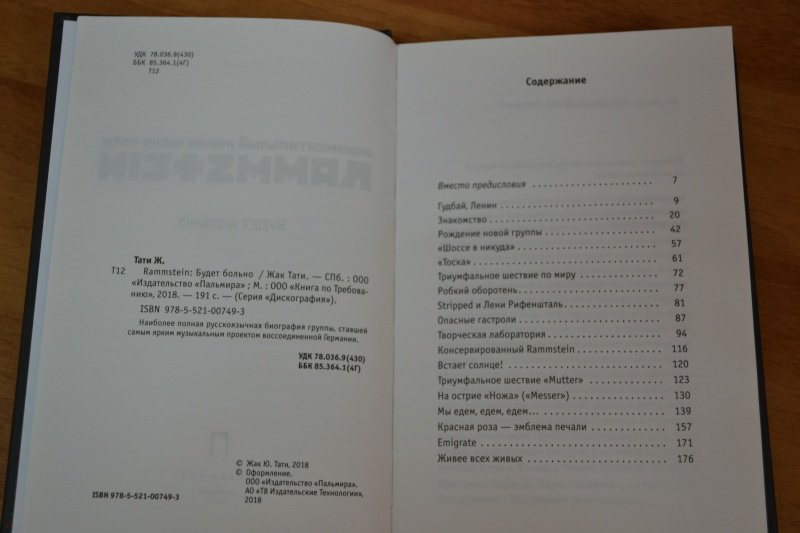 УДК 78.036.9(430)
ББК 85.364.1(4Г)
Т12
Тати Ж.
Т12 Rammstein: Будет больно / Жак Тати. — СПб. : ООО
«Издательство «Пальмира» ; М. : ООО «Книга по Требова-
нию», 2018. — 191 с. — (Серия «Дискография»).
ISBN 978-5-521-00749-3
Наиболее полная русскоязычная биография группы, ставшей
самым ярким музыкальным проектом воссоединенной Германии.
УДК 78.036.9(430)
ББК 85.364.1(4Г)
© Жак Ю. Тати, 2018
© Оформление.
ООО «Издательство «Пальмира».
АО «Т8 Издательские Технологии»,
2018
ISBN 978-5-521-00749-3
Содержание
Вместо предисловия . . . . . . . . . . . . . . . . . . . 7
Гудбай, Ленин . . . . . . . . . . . . . . . . . . . . . . . 9
Знакомство . . . . . . . . . . . . . . . . . . . . . . . . 20
Рождение новой группы . . . . . . . . . . . . . . . 42
«Шоссе в никуда» . . . . . . . . . . . . . . . . . . . . 57
«Тоска» . . . . . . . . . . . . . . . . . . . . . . . . . . . 61
Триумфальное шествие по миру . . . . . . . . . 72
Робкий оборотень . . . . . . . . . . . . . . . . . . . 77
Stripped и Лени Рифеншталь . . . . . . . . . . . . 81
Опасные гастроли . . . . . . . . . . . . . . . . . . . 87
Творческая лаборатория . . . . . . . . . . . . . . . 94
Консервированный Rammstein . . . . . . . . . . 116
Встает солнце! . . . . . . . . . . . . . . . . . . . . . 120
Триумфальное шествие «Mutter» . . . . . . . . . 123
На острие «Ножа» («Messer») . . . . . . . . . . . 130
Мы едем, едем, едем... . . . . . . . . . . . . . . . . 139
Красная роза — эмблема печали . . . . . . . . . 157
Emigrate . . . . . . . . . . . . . . . . . . . . . . . . . . 171
Живее всех живых . . . . . . . . . . . . . . . . . . . 176